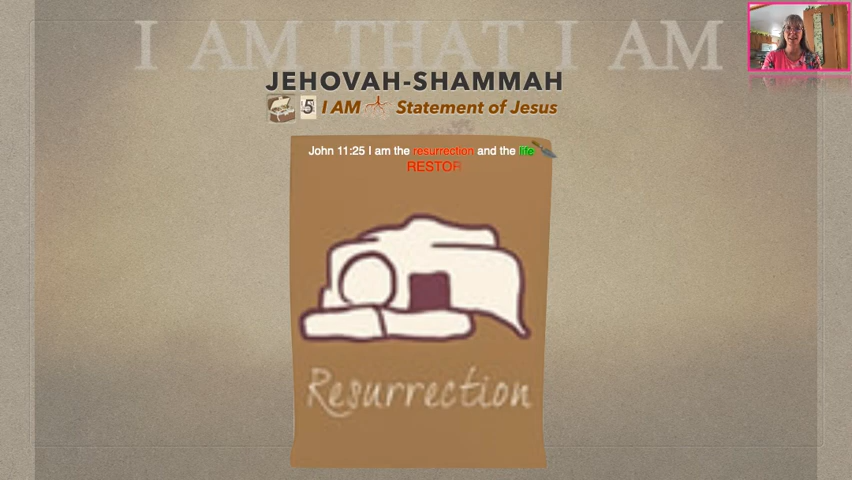 I AM THAT I AM
JEHOVAH-SHAMMAH
5 I AM Statement of Jesus
John 11:25 I am the resurrection and the life
RESTOR
Resurrection